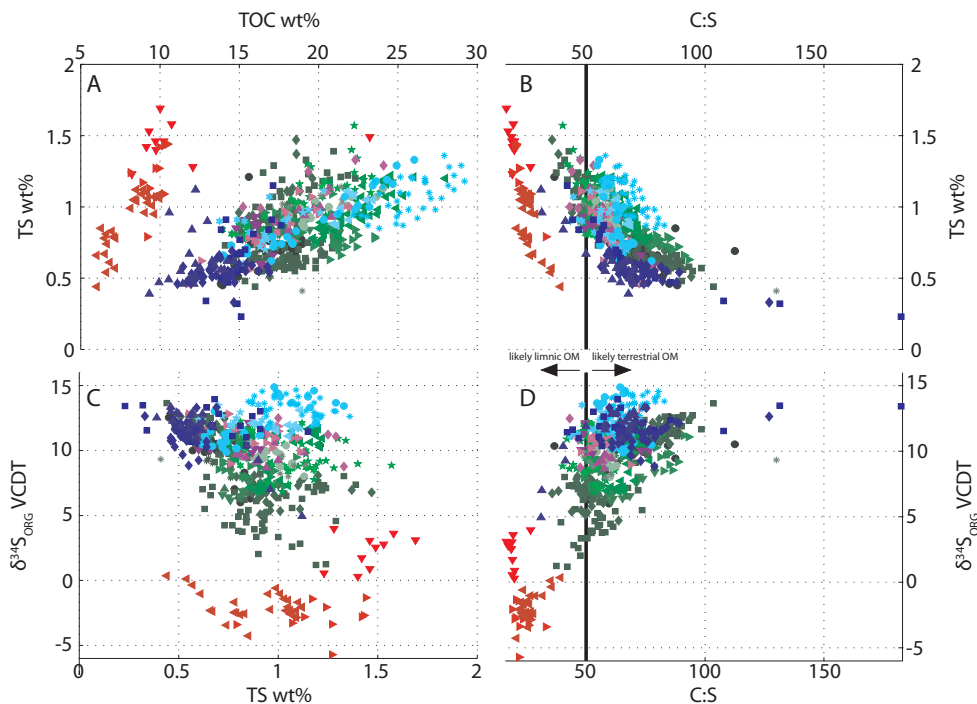 TOC wt%
C:S
5 10 15 20 25 30
50 100 150
2 1.5 1 0.5 0
A
B
2 1.5 1 0.5 0
TS wt%
TS wt%
likely limnic OM
likely terrestrial OM
15 10 5 0 -5
C
D
15 10 5 0 -5
δ³⁴S_ORG VCDT
δ³⁴S_ORG VCDT
0 0.5 1 1.5 2
50 100 150
TS wt%
C:S